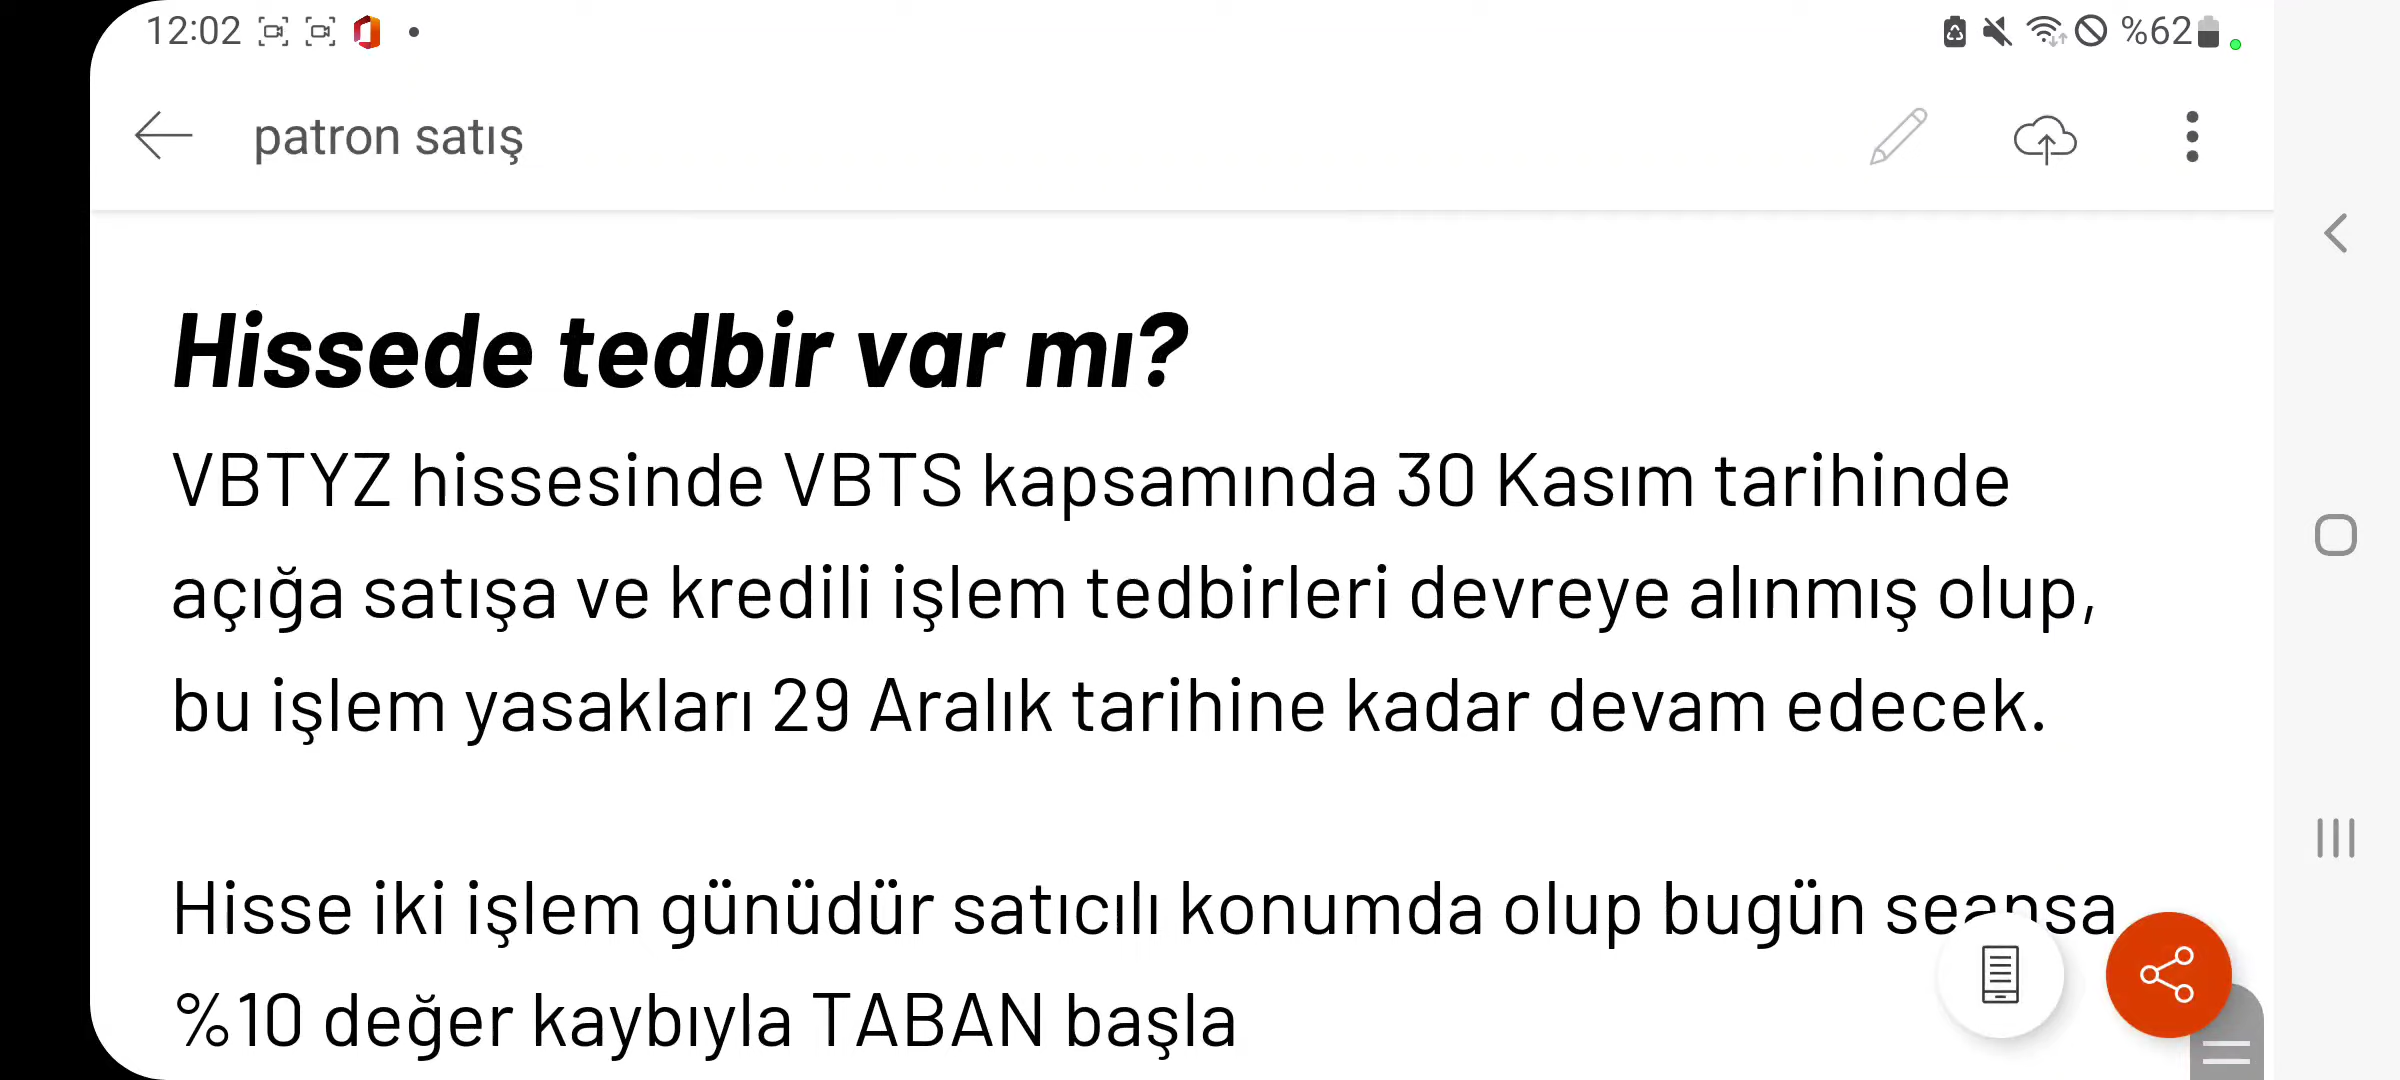 12:02 %62
patron satış
Hissede tedbir var mı?
VBTYZ hissesinde VBTS kapsamında 30 Kasım tarihinde
açığa satışa ve kredili işlem tedbirleri devreye alınmış olup,
bu işlem yasakları 29 Aralık tarihine kadar devam edecek.
Hisse iki işlem günüdür satıcılı konumda olup bugün seansa
%10 değer kaybıyla TABAN başla